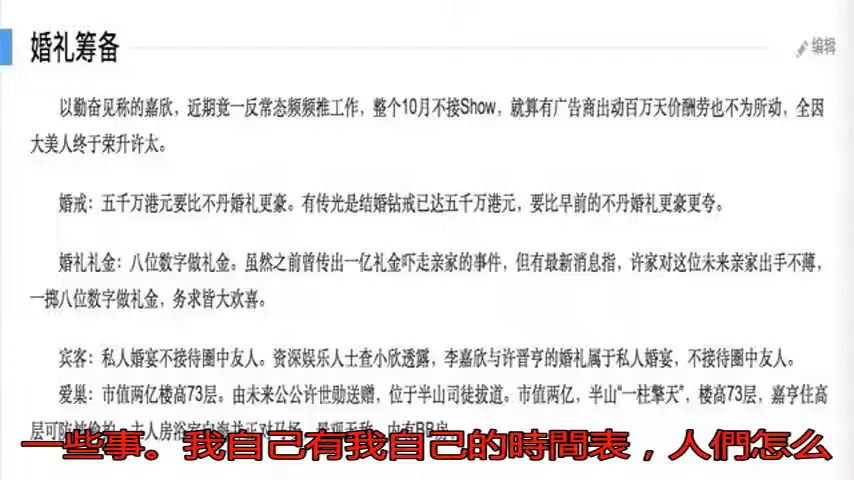 婚礼筹备
编辑
以勤奋见称的嘉欣，近期竟一反常态频频推工作，整个10月不接Show，就算有广告商出动百万天价酬劳也不为所动，全因
大美人终于荣升许太。
婚戒：五千万港元要比不丹婚礼更豪。有传光是结婚钻戒已达五千万港元，要比早前的不丹婚礼更豪更夸。
婚礼礼金：八位数字做礼金。虽然之前曾传出一亿礼金吓走亲家的事件，但有最新消息指，许家对这位未来亲家出手不薄，
一掷八位数字做礼金，务求皆大欢喜。
宾客：私人婚宴不接待圈中友人。资深娱乐人士查小欣透露，李嘉欣与许晋亨的婚礼属于私人婚宴，不接待圈中友人。
爱巢：市值两亿楼高73层。由未来公公许世勋送赠，位于半山司徒拔道。市值两亿，半山“一柱擎天”，楼高73层，嘉亨住高
层可
一些事。我自己有我自己的時間表，人們怎么